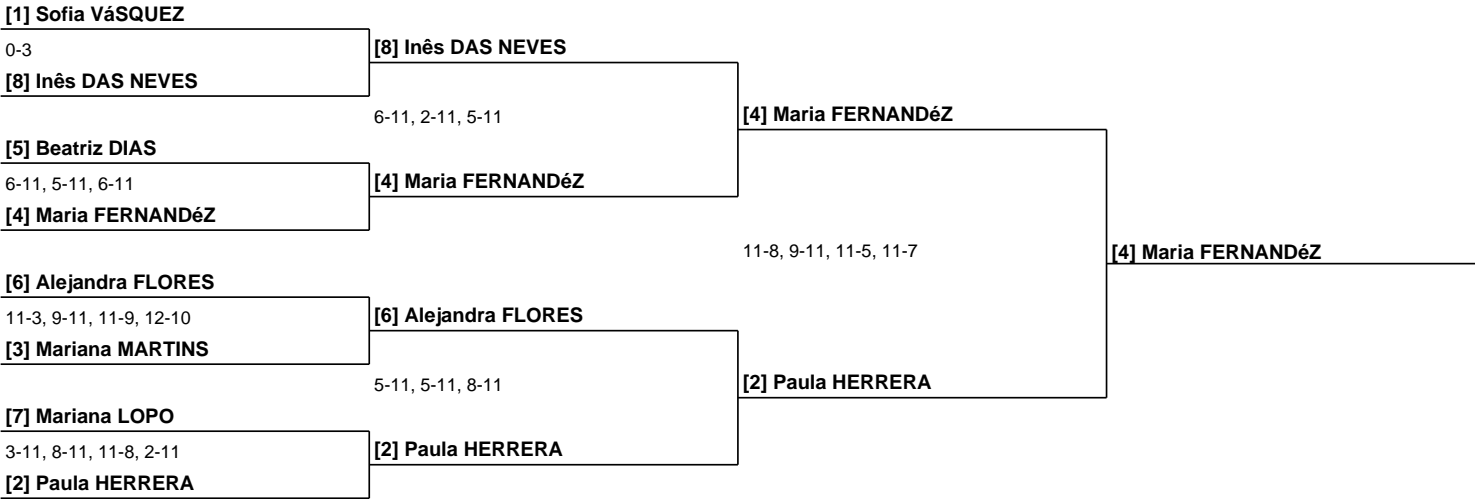 [1] Sofia VáSQUEZ
0-3
[8] Inês DAS NEVES
[8] Inês DAS NEVES
6-11, 2-11, 5-11
[4] Maria FERNANDéZ
[5] Beatriz DIAS
6-11, 5-11, 6-11
[4] Maria FERNANDéZ
[4] Maria FERNANDéZ
11-8, 9-11, 11-5, 11-7
[4] Maria FERNANDéZ
[6] Alejandra FLORES
11-3, 9-11, 11-9, 12-10
[6] Alejandra FLORES
[3] Mariana MARTINS
5-11, 5-11, 8-11
[2] Paula HERRERA
[7] Mariana LOPO
3-11, 8-11, 11-8, 2-11
[2] Paula HERRERA
[2] Paula HERRERA